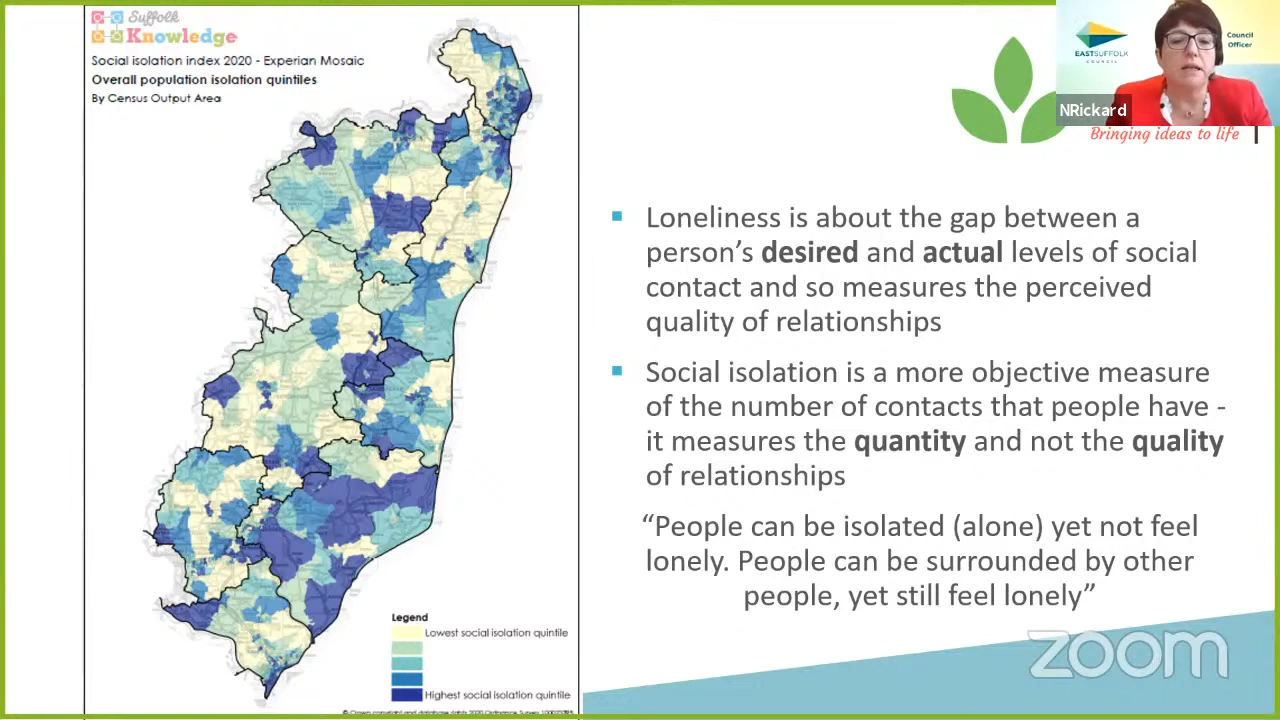 Suffolk
Knowledge
Social isolation index 2020 - Experian Mosaic
Overall population isolation quintiles
By Census Output Area
Legend
Lowest social isolation quintile
Highest social isolation quintile
EASTSUFFOLK
COUNCIL
Council
Officer
NRickard
Bringing ideas to life
▪ Loneliness is about the gap between a
person’s desired and actual levels of social
contact and so measures the perceived
quality of relationships
▪ Social isolation is a more objective measure
of the number of contacts that people have -
it measures the quantity and not the quality
of relationships
“People can be isolated (alone) yet not feel
lonely. People can be surrounded by other
people, yet still feel lonely”
zoom